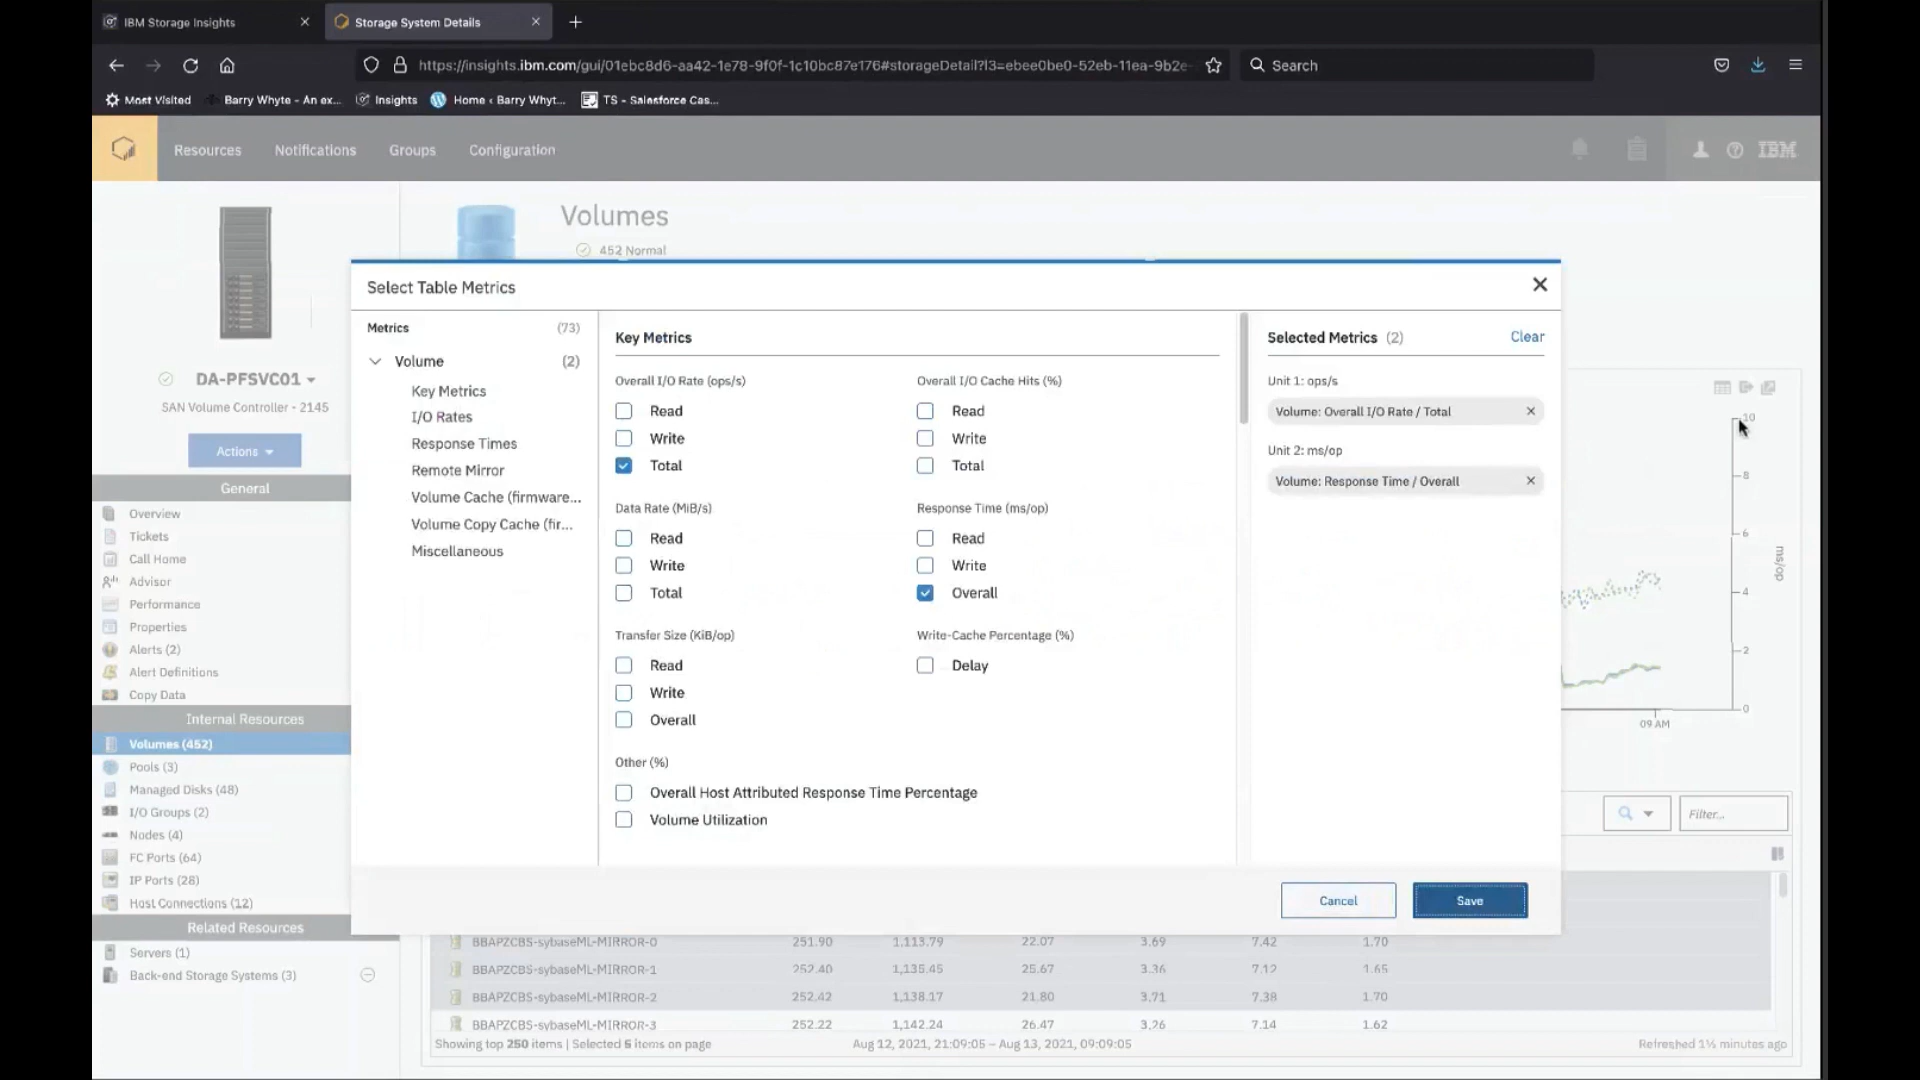 IBM Storage Insights
Storage System Details
https://insights.ibm.com/gui/01ebc8d6-aa42-1e78-9f0f-1c10bc87e176#storageDetail?l3=ebee0be0-52eb-11ea-9b2e-
Search
Most Visited
Barry Whyte - An ex...
Insights
Home ‹ Barry Whyt...
TS - Salesforce Cas...
Resources
Notifications
Groups
Configuration
IBM
Volumes
452 Normal
DA-PFSVC01
SAN Volume Controller - 2145
Actions
General
Overview
Tickets
Call Home
Advisor
Performance
Properties
Alerts (2)
Alert Definitions
Copy Data
Internal Resources
Volumes (452)
Pools (3)
Managed Disks (48)
I/O Groups (2)
Nodes (4)
FC Ports (64)
IP Ports (28)
Host Connections (12)
Related Resources
Servers (1)
Back-end Storage Systems (3)
Select Table Metrics
Metrics (73)
Volume (2)
Key Metrics
I/O Rates
Response Times
Remote Mirror
Volume Cache (firmware...
Volume Copy Cache (fir...
Miscellaneous
Key Metrics
Overall I/O Rate (ops/s)
Read
Write
Total
Overall I/O Cache Hits (%)
Read
Write
Total
Data Rate (MiB/s)
Read
Write
Total
Response Time (ms/op)
Read
Write
Overall
Transfer Size (KiB/op)
Read
Write
Overall
Write-Cache Percentage (%)
Delay
Other (%)
Overall Host Attributed Response Time Percentage
Volume Utilization
Selected Metrics (2)
Clear
Unit 1: ops/s
Volume: Overall I/O Rate / Total
Unit 2: ms/op
Volume: Response Time / Overall
Cancel
Save
10
8
6
4
2
0
ms/op
09 AM
Filter...
BBAPZCBS-sybaseML-MIRROR-0 251.90 1,113.79 22.07 3.69 7.42 1.70
BBAPZCBS-sybaseML-MIRROR-1 252.40 1,135.45 25.67 3.36 7.12 1.65
BBAPZCBS-sybaseML-MIRROR-2 252.42 1,138.17 21.80 3.71 7.38 1.70
BBAPZCBS-sybaseML-MIRROR-3 252.22 1,142.24 26.47 3.26 7.14 1.62
Showing top 250 items | Selected 5 items on page
Aug 12, 2021, 21:09:05 – Aug 13, 2021, 09:09:05
Refreshed 1½ minutes ago